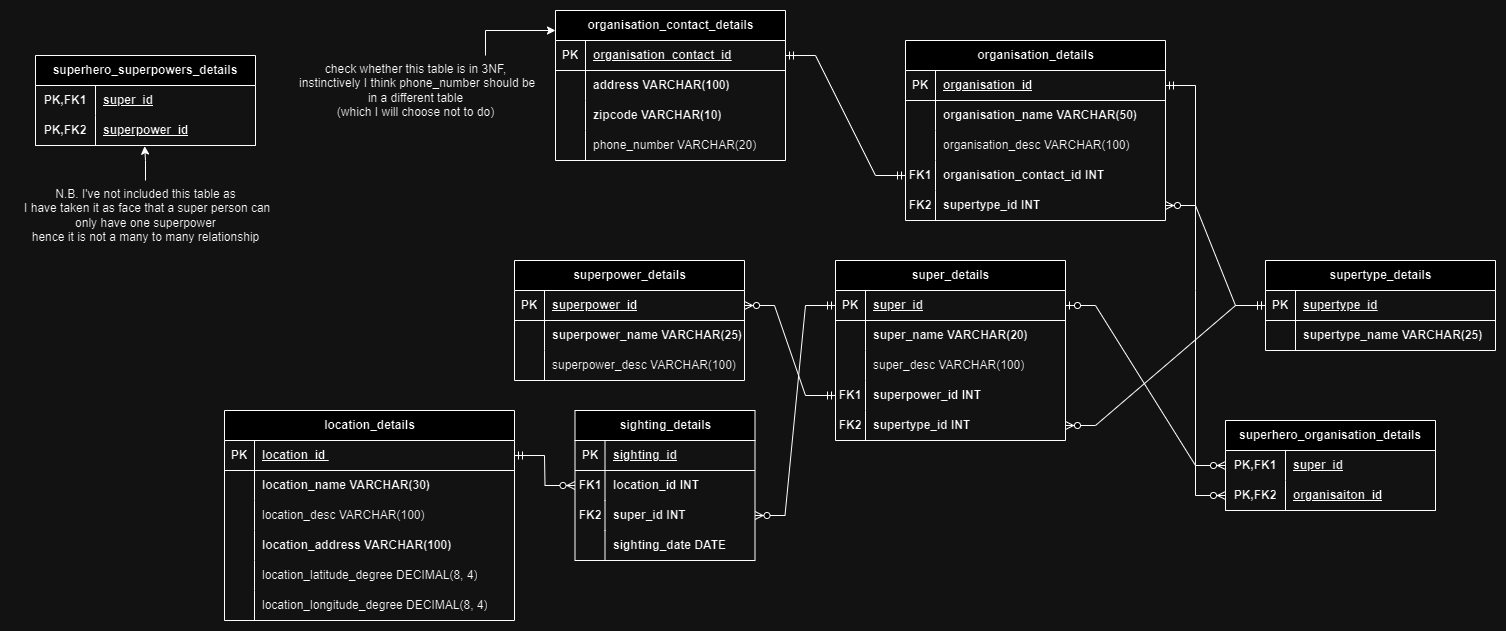 superhero_superpowers_details
PK,FK1 super_id
PK,FK2 superpower_id
N.B. I've not included this table as
I have taken it as face that a super person can
only have one superpower
hence it is not a many to many relationship
check whether this table is in 3NF,
instinctively I think phone_number should be
in a different table
(which I will choose not to do)
organisation_contact_details
PK organisation_contact_id
address VARCHAR(100)
zipcode VARCHAR(10)
phone_number VARCHAR(20)
organisation_details
PK organisation_id
organisation_name VARCHAR(50)
organisation_desc VARCHAR(100)
FK1 organisation_contact_id INT
FK2 supertype_id INT
superpower_details
PK superpower_id
superpower_name VARCHAR(25)
superpower_desc VARCHAR(100)
super_details
PK super_id
super_name VARCHAR(20)
super_desc VARCHAR(100)
FK1 superpower_id INT
FK2 supertype_id INT
supertype_details
PK supertype_id
supertype_name VARCHAR(25)
location_details
PK location_id
location_name VARCHAR(30)
location_desc VARCHAR(100)
location_address VARCHAR(100)
location_latitude_degree DECIMAL(8, 4)
location_longitude_degree DECIMAL(8, 4)
sighting_details
PK sighting_id
FK1 location_id INT
FK2 super_id INT
sighting_date DATE
superhero_organisation_details
PK,FK1 super_id
PK,FK2 organisaiton_id